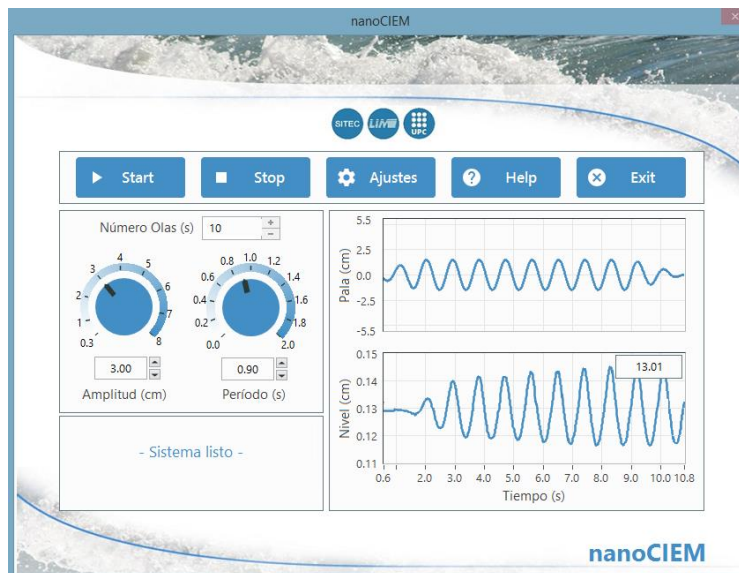 nanoCIEM
x
SITEC LIM UPC
Start Stop Ajustes Help Exit
Número Olas (s) 10
0.3 1 2 3 4 5 6 7 8
0.0 0.2 0.4 0.6 0.8 1.0 1.2 1.4 1.6 1.8 2.0
3.00 0.90
Amplitud (cm) Período (s)
- Sistema listo -
Pala (cm)
5.5
2.5
0.0
-2.5
-5.5
Nivel (cm)
0.15
0.14
0.13
0.12
0.11
13.01
0.6 2.0 3.0 4.0 5.0 6.0 7.0 8.0 9.0 10.0 10.8
Tiempo (s)
nanoCIEM